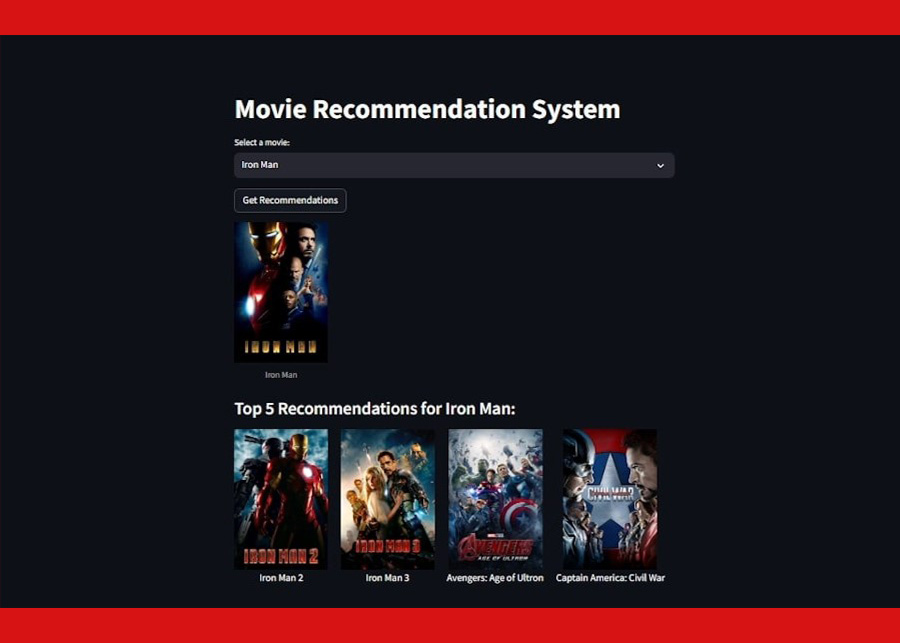 Movie Recommendation System
Select a movie:
Iron Man
Get Recommendations
IRON MAN
Iron Man
Top 5 Recommendations for Iron Man:
IRON MAN 2
IRON MAN 3
AVENGERS
AGE OF ULTRON
CIVIL WAR
Iron Man 2
Iron Man 3
Avengers: Age of Ultron
Captain America: Civil War